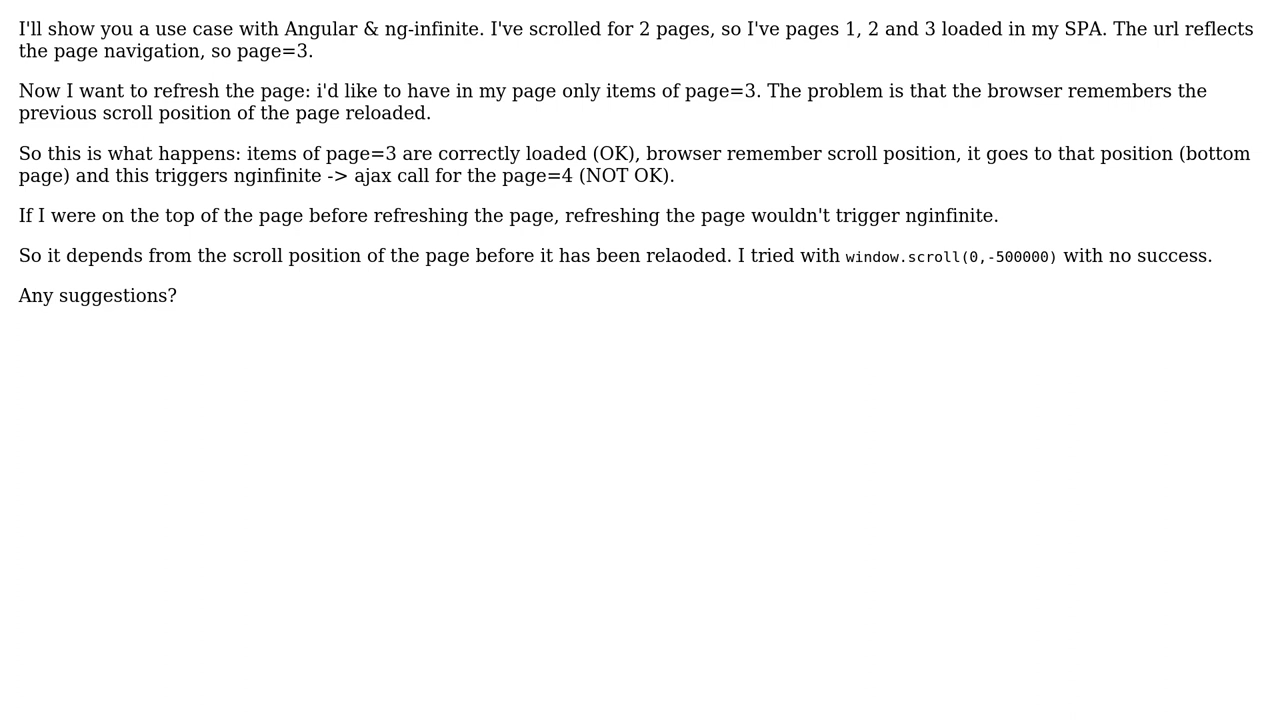 I'll show you a use case with Angular & ng-infinite. I've scrolled for 2 pages, so I've pages 1, 2 and 3 loaded in my SPA. The url reflects
the page navigation, so page=3.
Now I want to refresh the page: i'd like to have in my page only items of page=3. The problem is that the browser remembers the
previous scroll position of the page reloaded.
So this is what happens: items of page=3 are correctly loaded (OK), browser remember scroll position, it goes to that position (bottom
page) and this triggers nginfinite -> ajax call for the page=4 (NOT OK).
If I were on the top of the page before refreshing the page, refreshing the page wouldn't trigger nginfinite.
So it depends from the scroll position of the page before it has been relaoded. I tried with window.scroll(0,-500000) with no success.
Any suggestions?